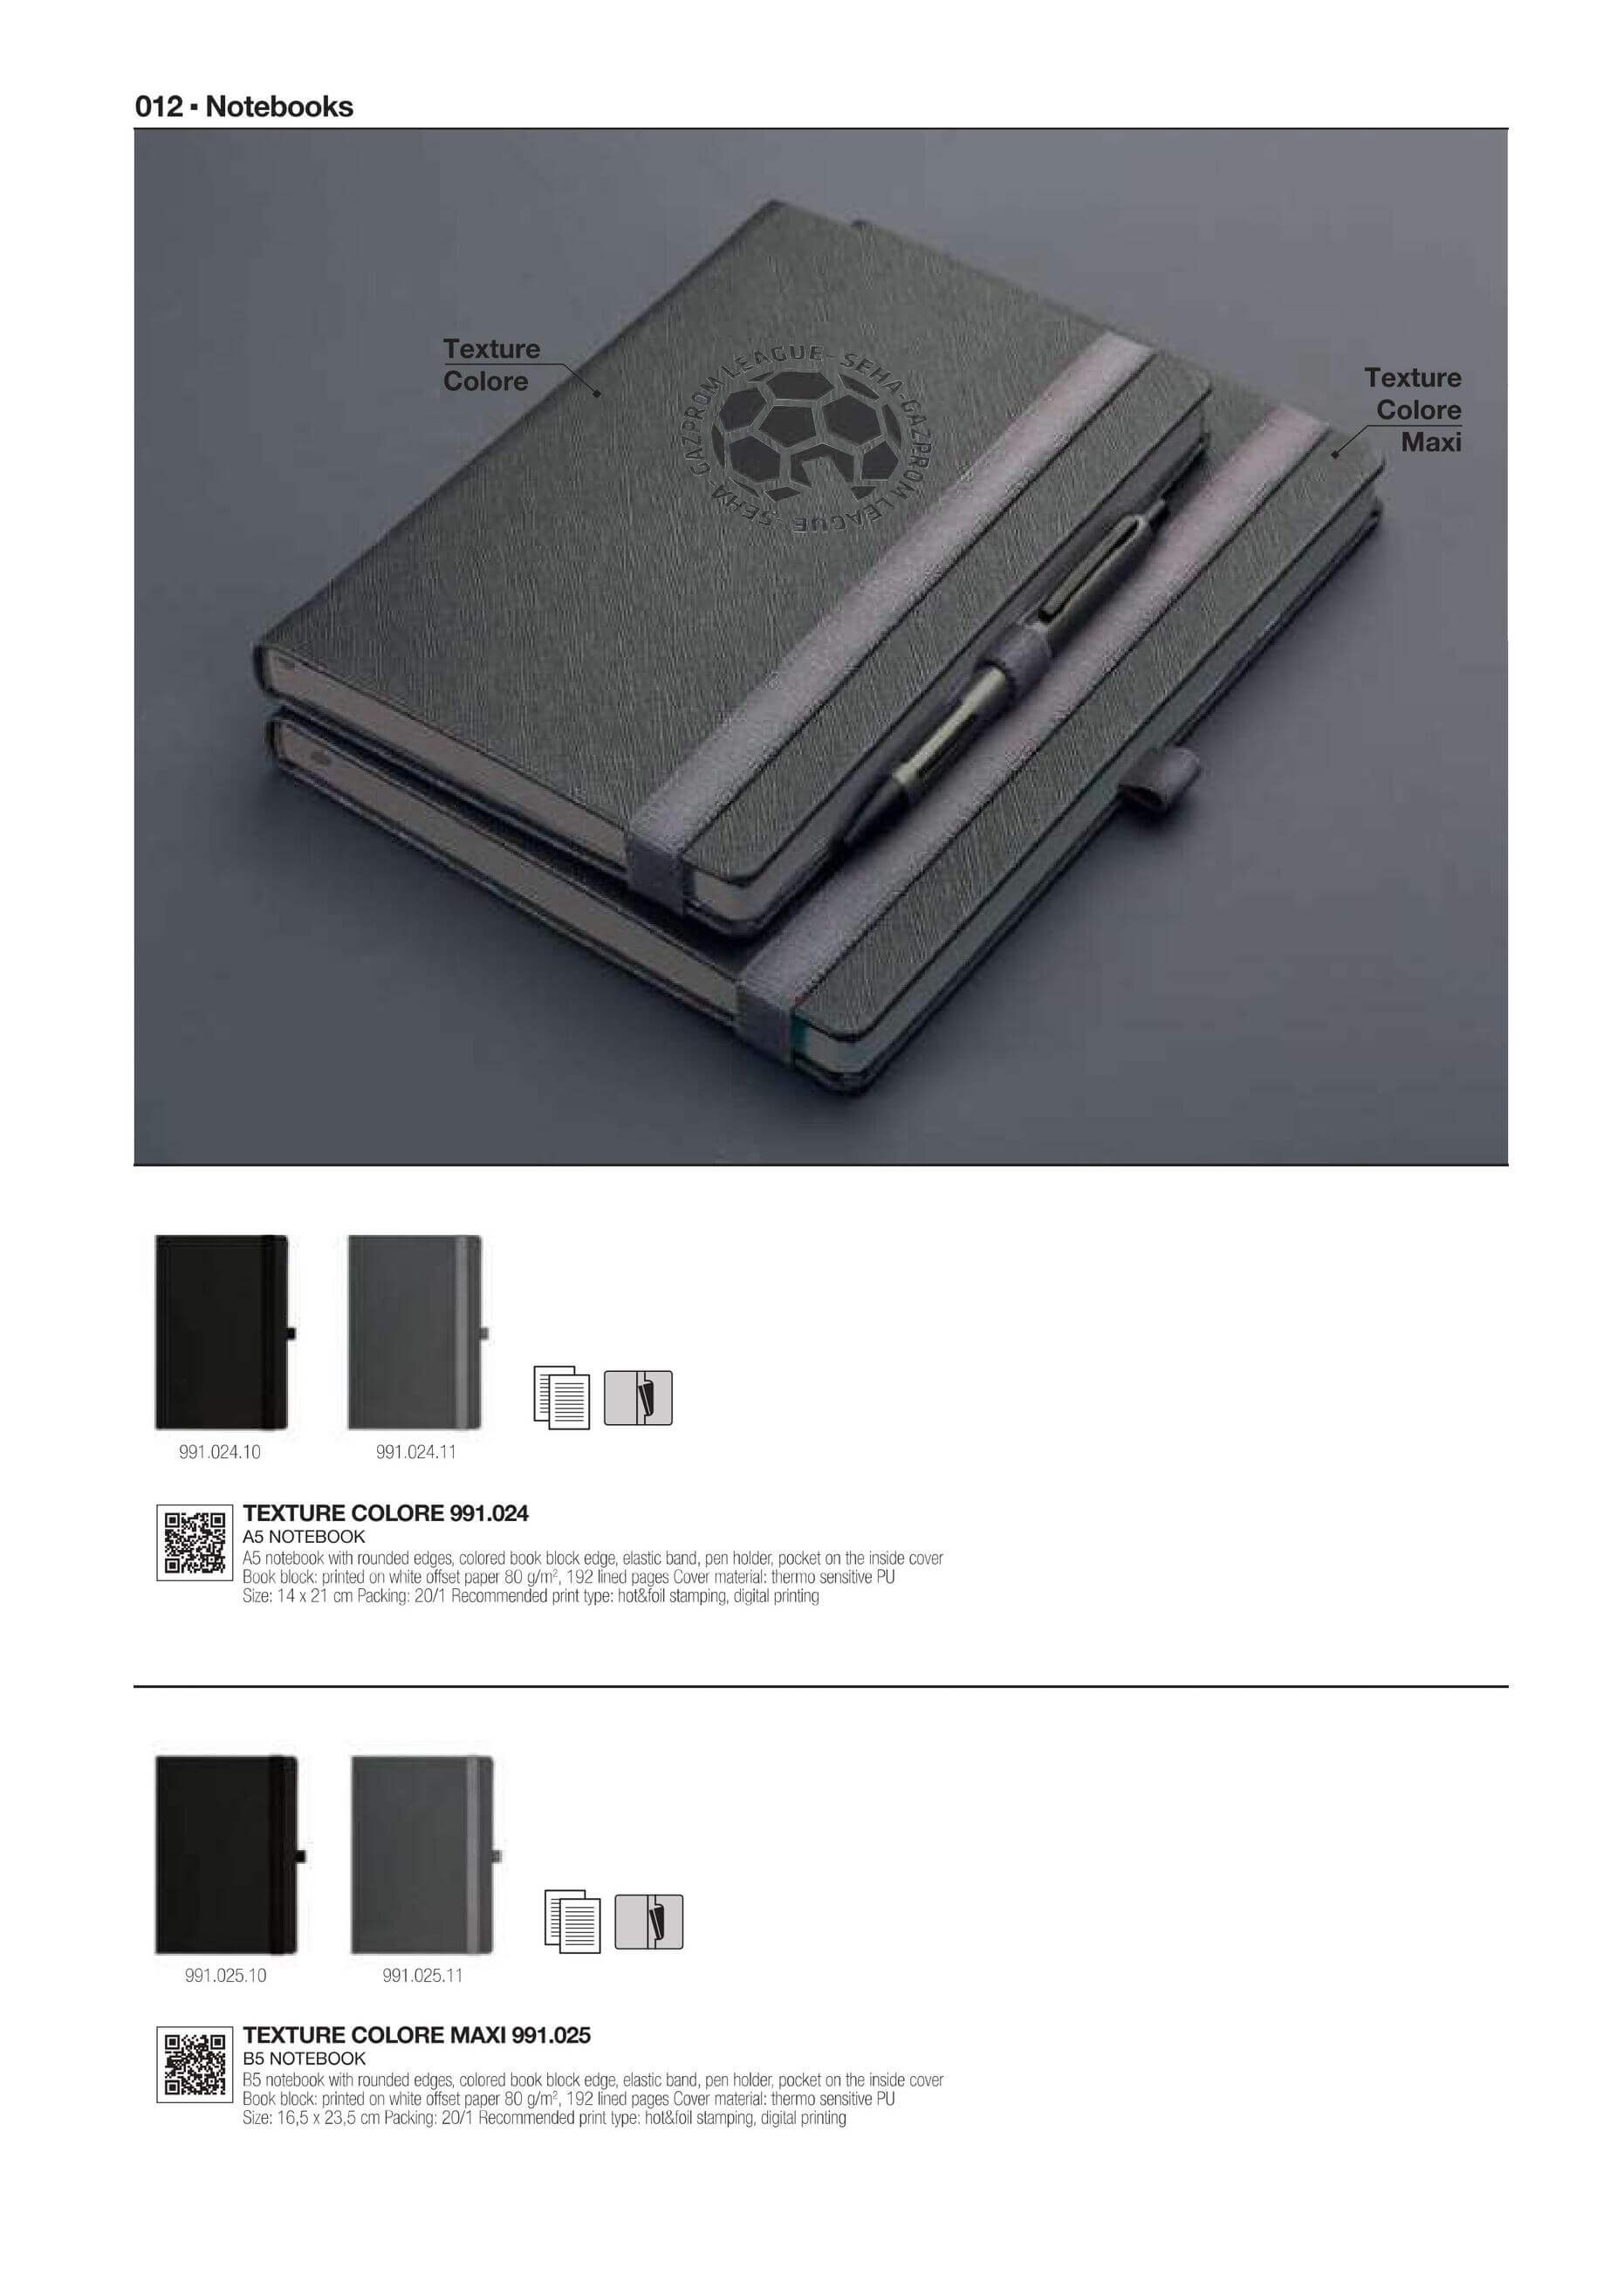 012 ▪ Notebooks
Texture
Colore
Texture
Colore
Maxi
GAZPROM LEAGUE - SEHA - GAZPROM LEAGUE - SEHA -
991.024.10
991.024.11
TEXTURE COLORE 991.024
A5 NOTEBOOK
A5 notebook with rounded edges, colored book block edge, elastic band, pen holder, pocket on the inside cover
Book block: printed on white offset paper 80 g/m², 192 lined pages Cover material: thermo sensitive PU
Size: 14 x 21 cm Packing: 20/1 Recommended print type: hot&foil stamping, digital printing
991.025.10
991.025.11
TEXTURE COLORE MAXI 991.025
B5 NOTEBOOK
B5 notebook with rounded edges, colored book block edge, elastic band, pen holder, pocket on the inside cover
Book block: printed on white offset paper 80 g/m², 192 lined pages Cover material: thermo sensitive PU
Size: 16,5 x 23,5 cm Packing: 20/1 Recommended print type: hot&foil stamping, digital printing